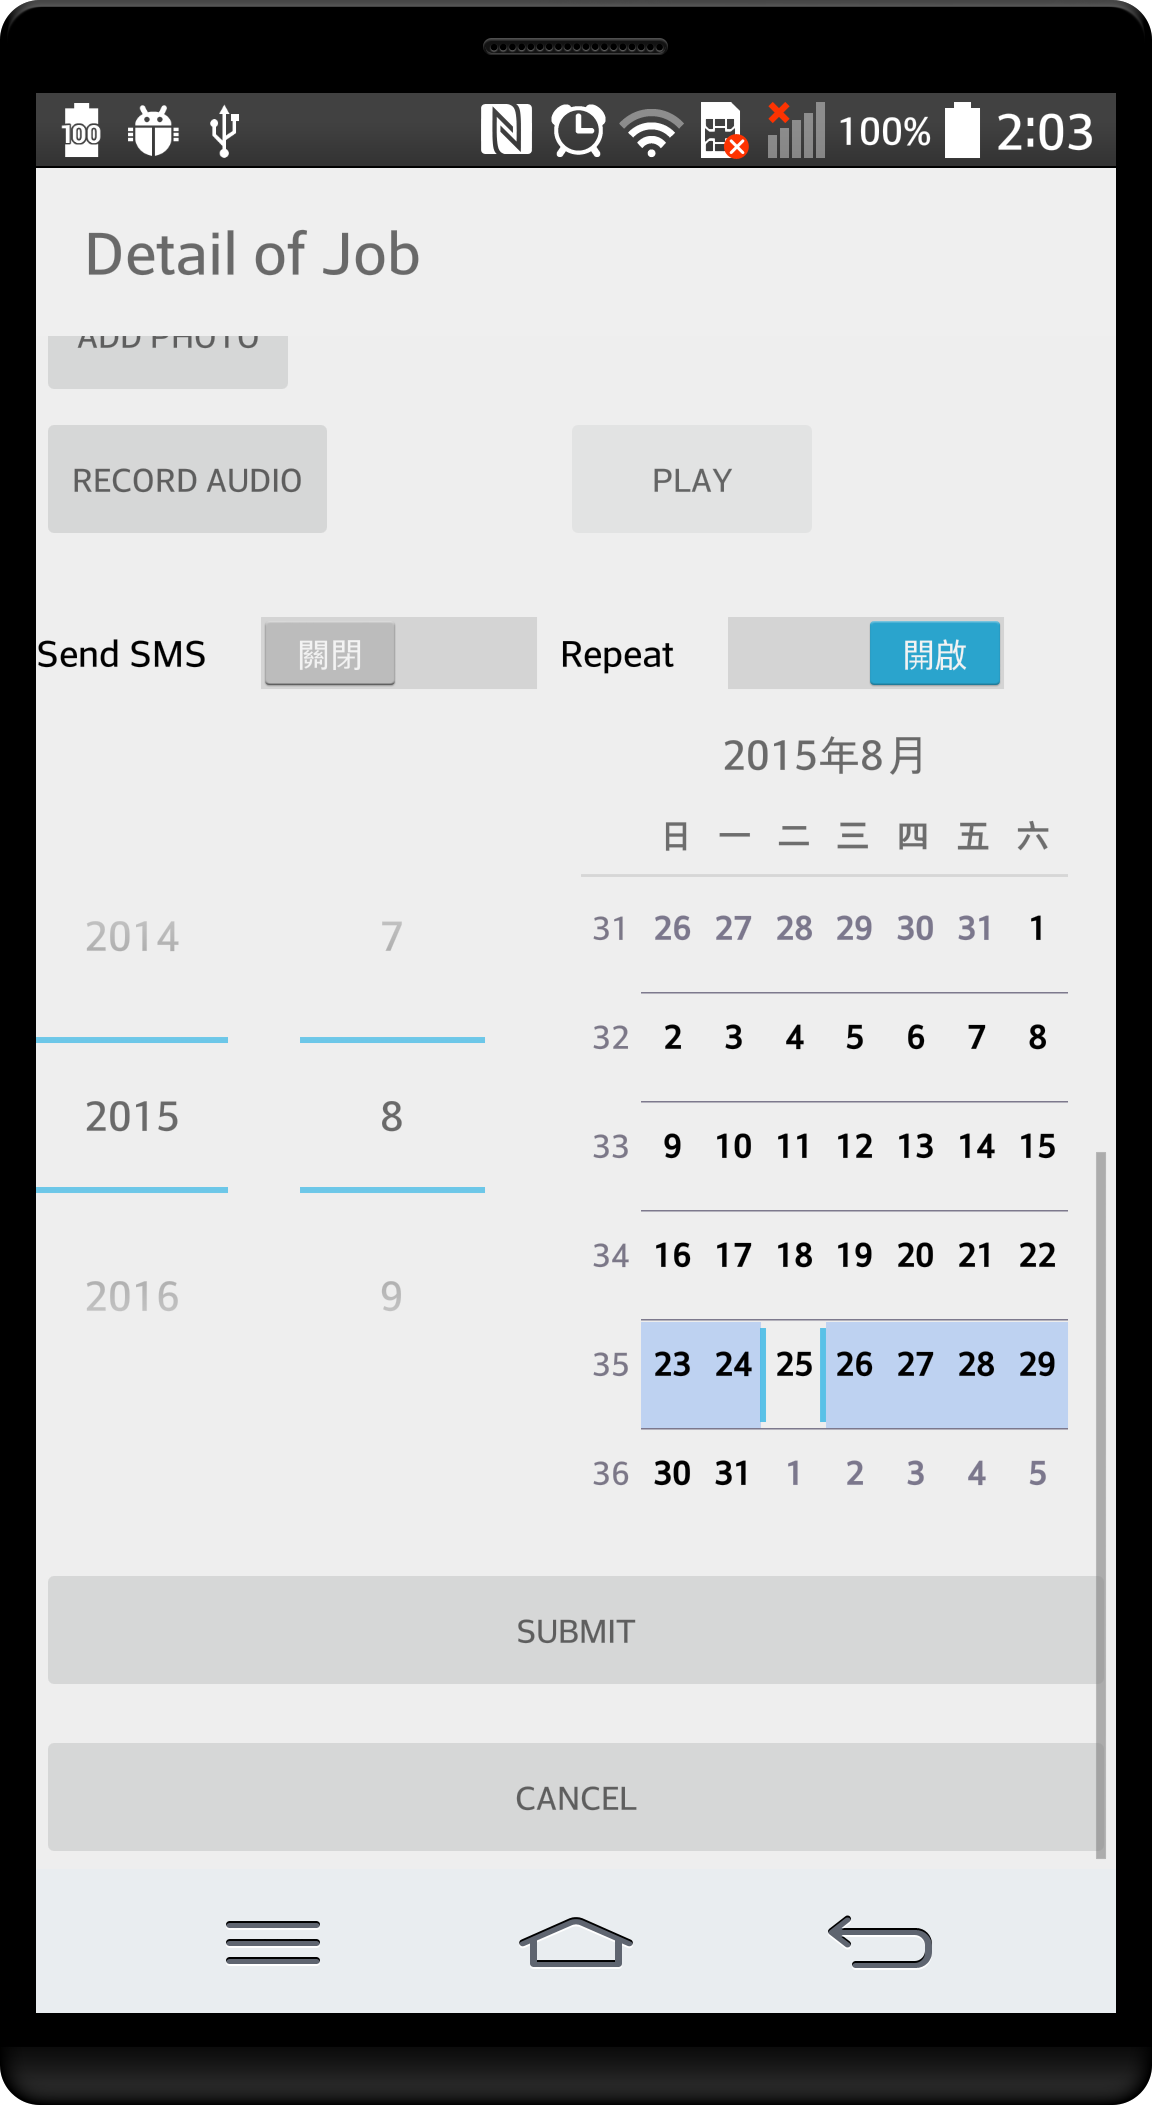 100 100% 2:03
Detail of Job
ADD PHOTO
RECORD AUDIO PLAY
Send SMS 關閉 Repeat 開啟
2015年8月
日 一 二 三 四 五 六
2014 7
31 26 27 28 29 30 31 1
32 2 3 4 5 6 7 8
2015 8
33 9 10 11 12 13 14 15
34 16 17 18 19 20 21 22
2016 9
35 23 24 25 26 27 28 29
36 30 31 1 2 3 4 5
SUBMIT
CANCEL